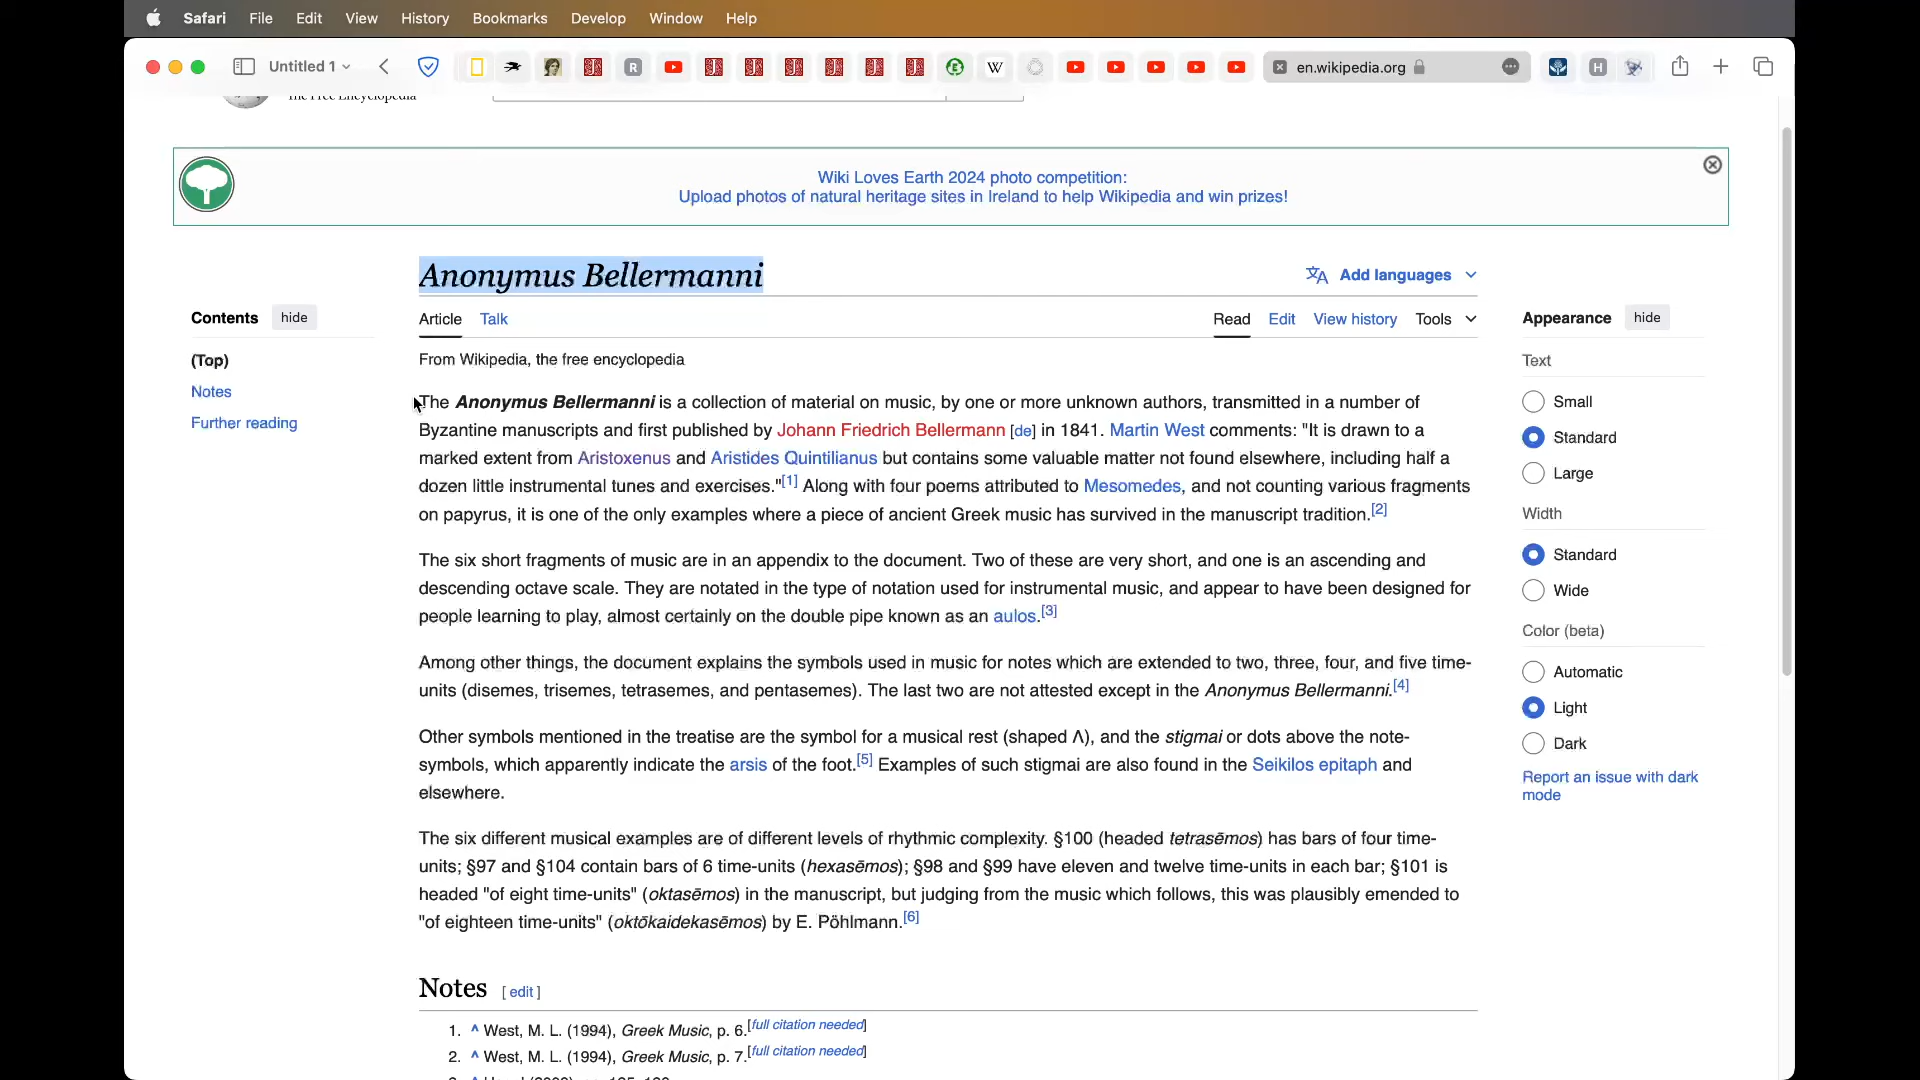 Safari File Edit View History Bookmarks Develop Window Help
Untitled 1
R
W
en.wikipedia.org
H
The Free Encyclopedia
Wiki Loves Earth 2024 photo competition:
Upload photos of natural heritage sites in Ireland to help Wikipedia and win prizes!
Anonymus Bellermanni
Add languages
Contents hide
(Top)
Notes
Further reading
Article Talk
Read Edit View history Tools
From Wikipedia, the free encyclopedia
The Anonymus Bellermanni is a collection of material on music, by one or more unknown authors, transmitted in a number of
Byzantine manuscripts and first published by Johann Friedrich Bellermann [de] in 1841. Martin West comments: "It is drawn to a
marked extent from Aristoxenus and Aristides Quintilianus but contains some valuable matter not found elsewhere, including half a
dozen little instrumental tunes and exercises."[1] Along with four poems attributed to Mesomedes, and not counting various fragments
on papyrus, it is one of the only examples where a piece of ancient Greek music has survived in the manuscript tradition.[2]
The six short fragments of music are in an appendix to the document. Two of these are very short, and one is an ascending and
descending octave scale. They are notated in the type of notation used for instrumental music, and appear to have been designed for
people learning to play, almost certainly on the double pipe known as an aulos.[3]
Among other things, the document explains the symbols used in music for notes which are extended to two, three, four, and five time-
units (disemes, trisemes, tetrasemes, and pentasemes). The last two are not attested except in the Anonymus Bellermanni.[4]
Other symbols mentioned in the treatise are the symbol for a musical rest (shaped Λ), and the stigmai or dots above the note-
symbols, which apparently indicate the arsis of the foot.[5] Examples of such stigmai are also found in the Seikilos epitaph and
elsewhere.
The six different musical examples are of different levels of rhythmic complexity. §100 (headed tetrasēmos) has bars of four time-
units; §97 and §104 contain bars of 6 time-units (hexasēmos); §98 and §99 have eleven and twelve time-units in each bar; §101 is
headed "of eight time-units" (oktasēmos) in the manuscript, but judging from the music which follows, this was plausibly emended to
"of eighteen time-units" (oktōkaidekasēmos) by E. Pöhlmann.[6]
Notes [ edit ]
1. ^ West, M. L. (1994), Greek Music, p. 6.[full citation needed]
2. ^ West, M. L. (1994), Greek Music, p. 7.[full citation needed]
Appearance hide
Text
Small
Standard
Large
Width
Standard
Wide
Color (beta)
Automatic
Light
Dark
Report an issue with dark
mode